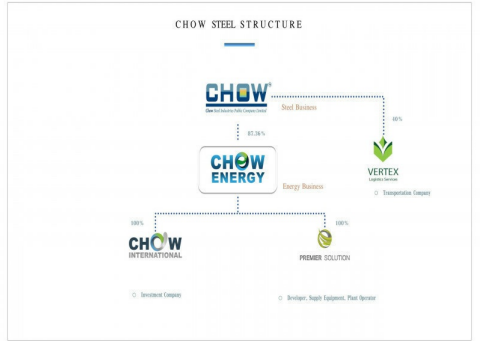 CHOW STEEL STRUCTURE
CHOW
Chow Steel Industries Public Company Limited
Steel Business
60%
87.36%
CHOW
ENERGY
VERTEX
Logistics Services
Energy Business
Transportation Company
100%
100%
CHOW
INTERNATIONAL
PREMIER SOLUTION
Investment Company
Developer, Supply Equipment, Plant Operator